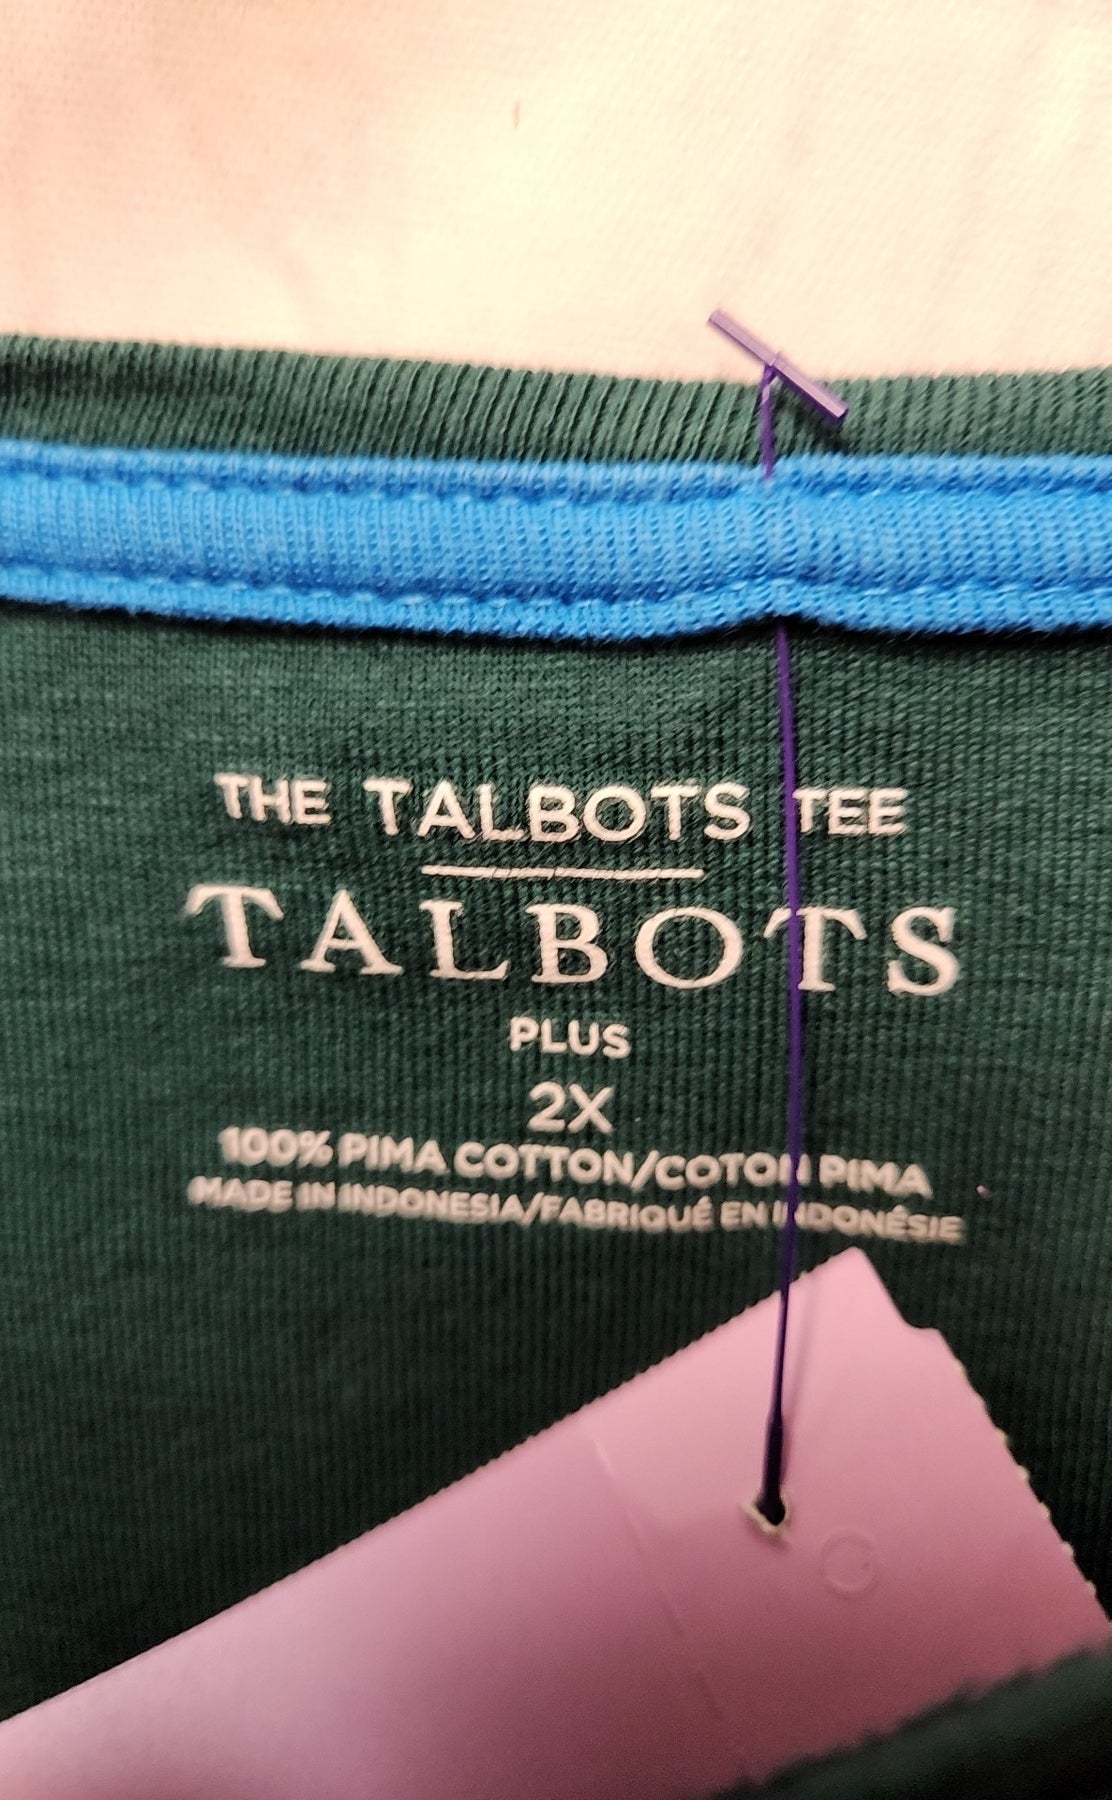 THE TALBOTS TEE
TALBOTS
PLUS
2X
100% PIMA COTTON/COTON PIMA
MADE IN INDONESIA/FABRIQUÉ EN INDONÉSIE